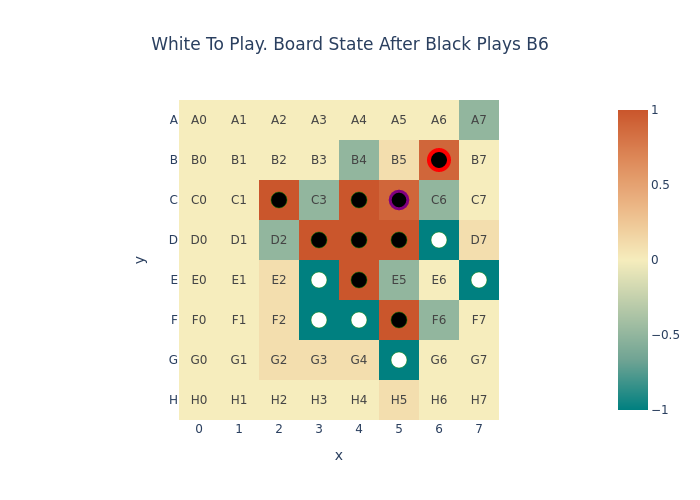 White To Play. Board State After Black Plays B6
A A0 A1 A2 A3 A4 A5 A6 A7
B B0 B1 B2 B3 B4 B5 B7
C C0 C1 C3 C6 C7
D D0 D1 D2 D7
E E0 E1 E2 E5 E6
F F0 F1 F2 F6 F7
G G0 G1 G2 G3 G4 G6 G7
H H0 H1 H2 H3 H4 H5 H6 H7
0 1 2 3 4 5 6 7
x
y
1
0.5
0
−0.5
−1